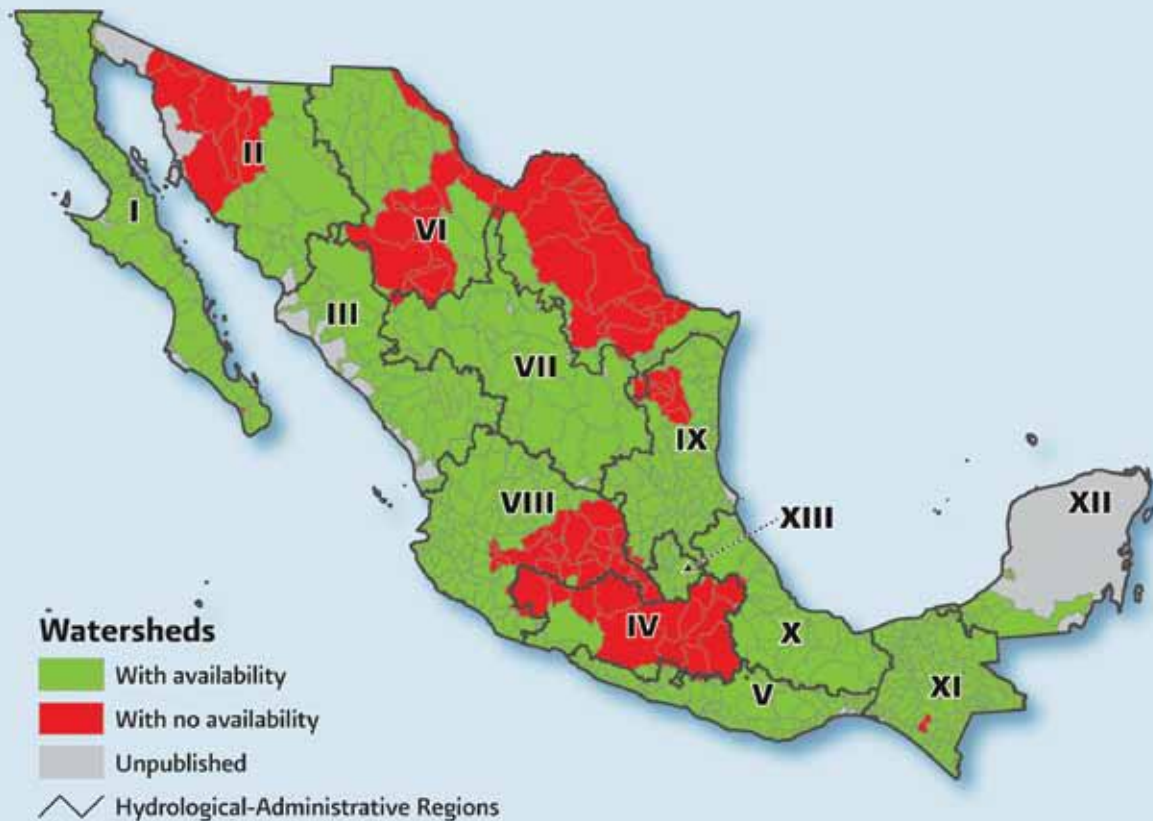 II
I
VI
III
VII
IX
VIII
XIII
XII
IV
X
XI
V
Watersheds
With availability
With no availability
Unpublished
Hydrological-Administrative Regions